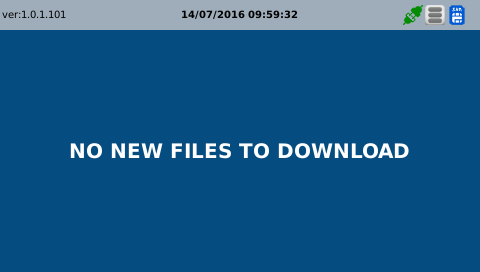 ver:1.0.1.101
14/07/2016 09:59:32
NO NEW FILES TO DOWNLOAD